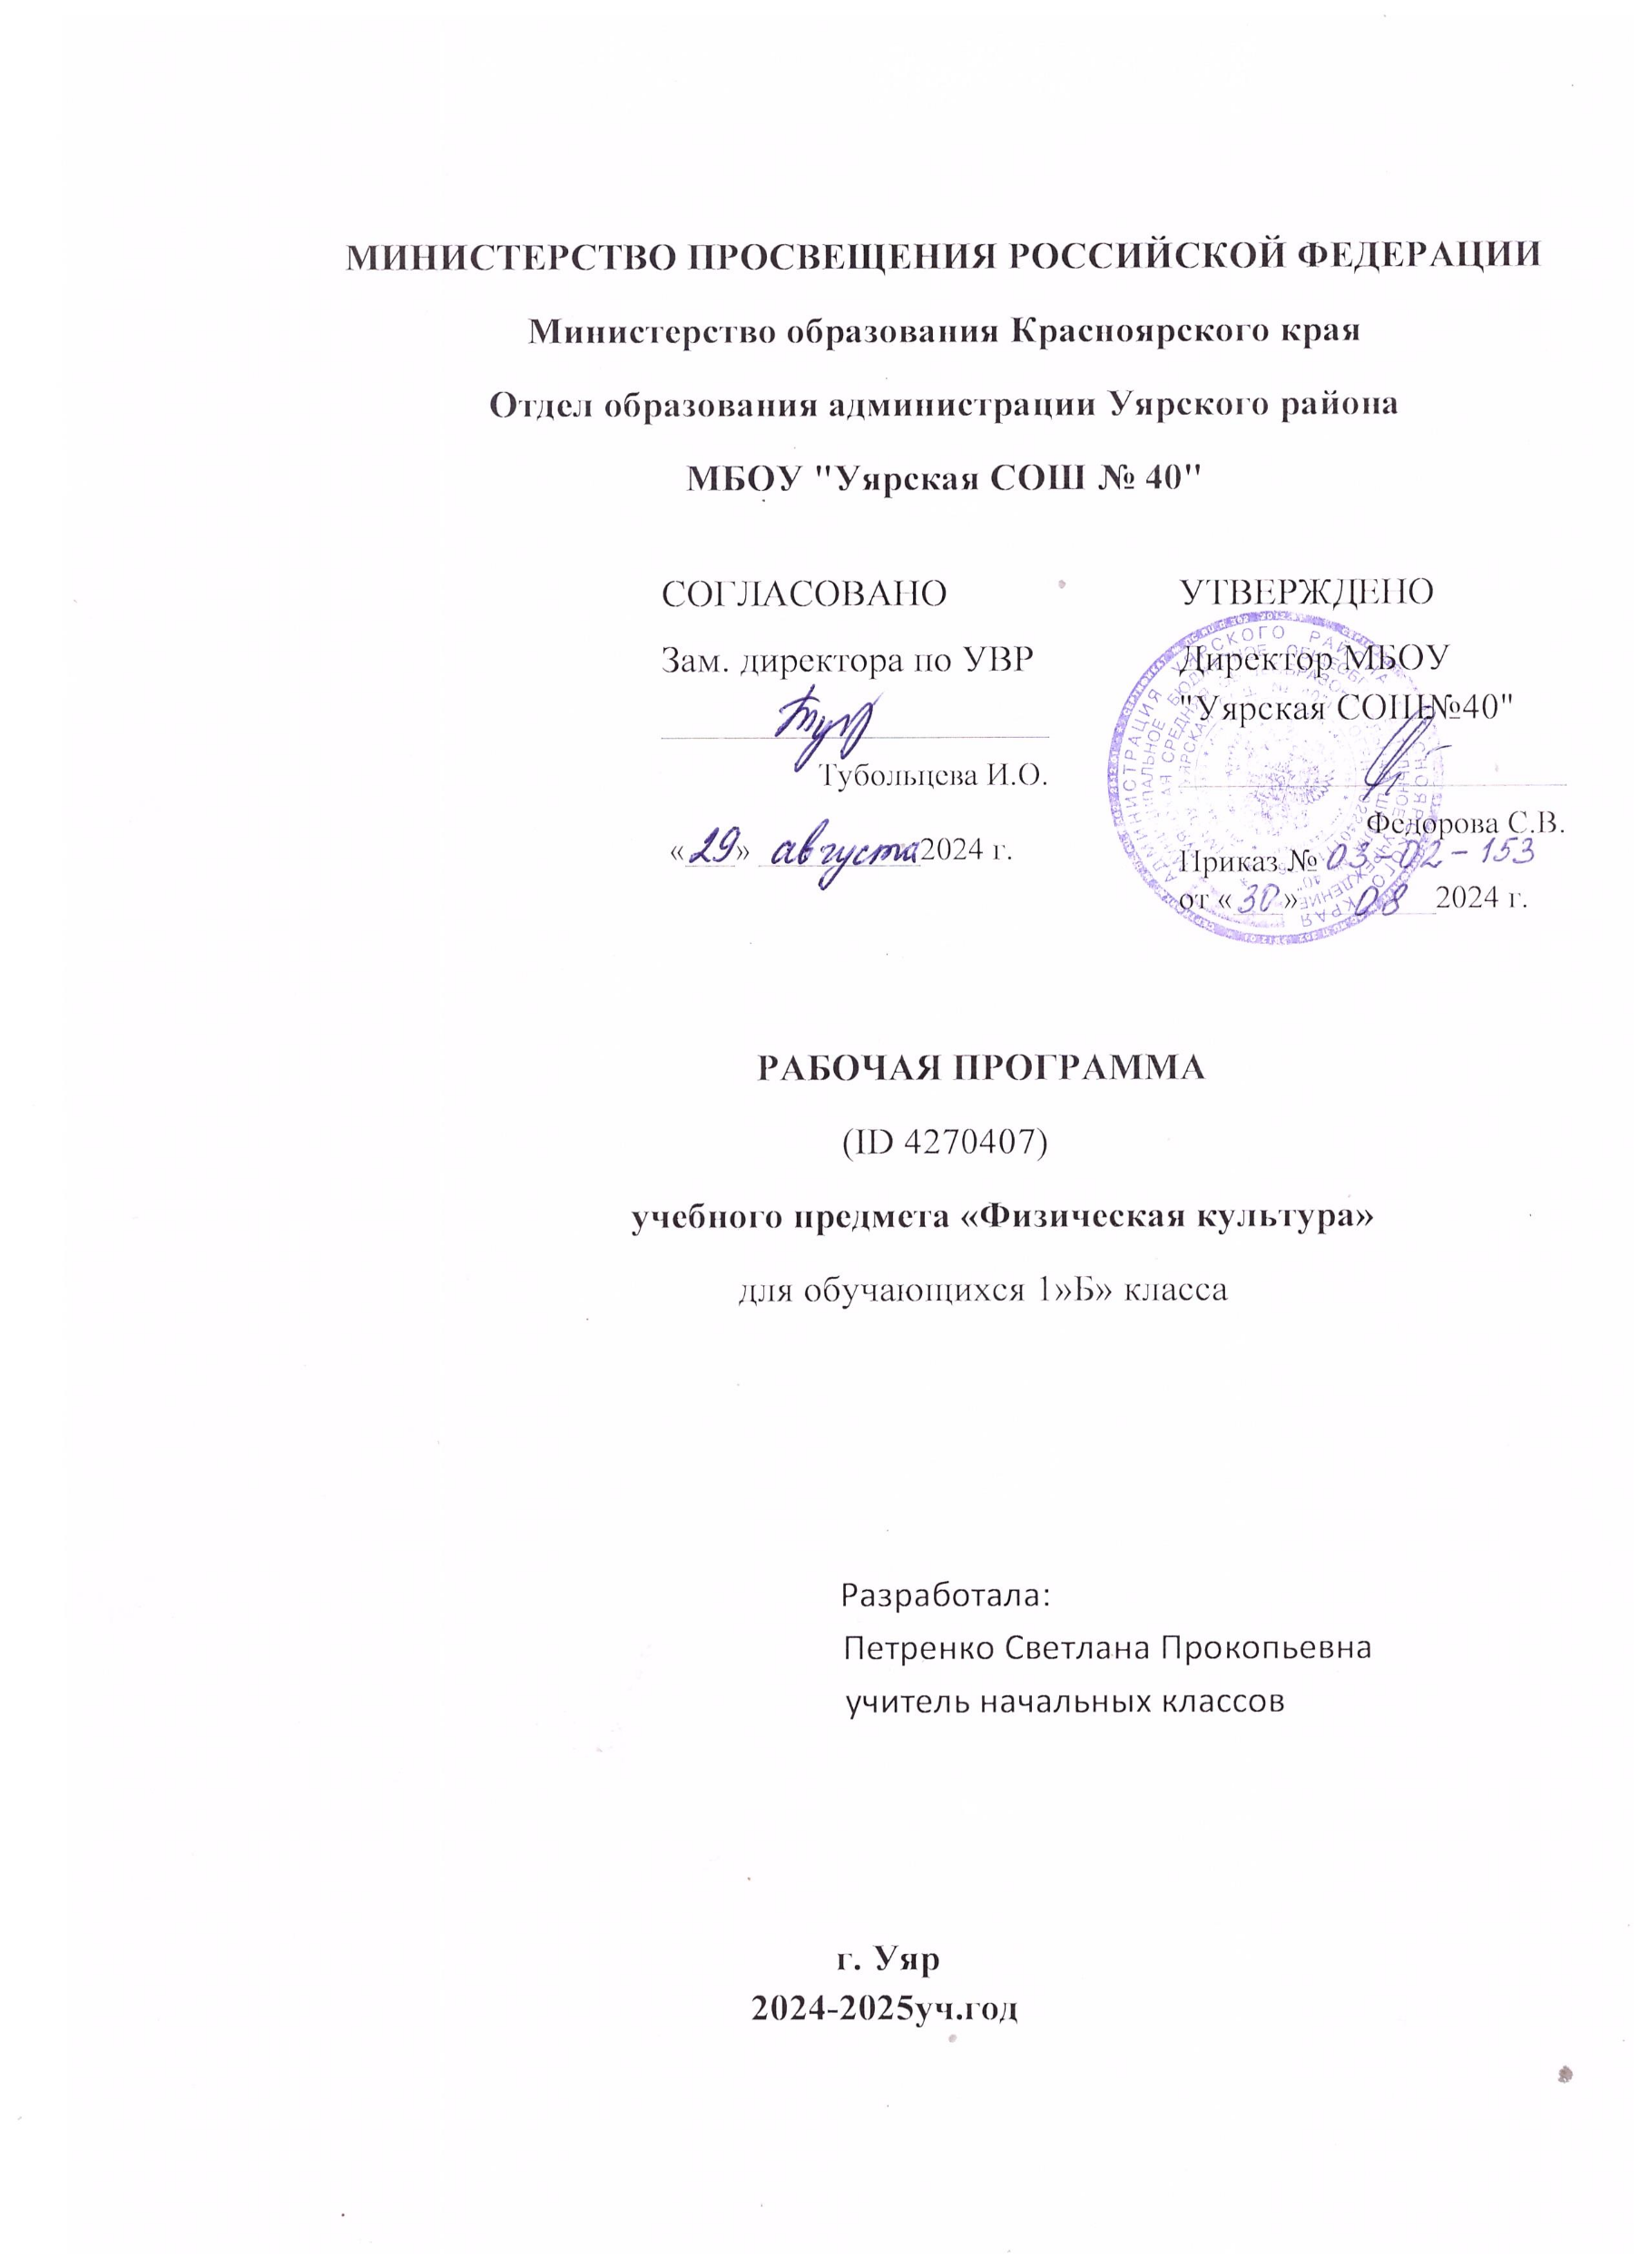 МИНИСТЕРСТВО ПРОСВЕЩЕНИЯ РОССИЙСКОЙ ФЕДЕРАЦИИ
Министерство образования Красноярского края
Отдел образования администрации Уярского района
МБОУ "Уярская СОШ № 40"
СОГЛАСОВАНО
Зам. директора по УВР
Тубольцева И.О.
«29» августа 2024 г.
УТВЕРЖДЕНО
Директор МБОУ
"Уярская СОШ№40"
Федорова С.В.
Приказ № 03-02-153
от «30» 08 2024 г.
РАБОЧАЯ ПРОГРАММА
(ID 4270407)
учебного предмета «Физическая культура»
для обучающихся 1»Б» класса
Разработала:
Петренко Светлана Прокопьевна
учитель начальных классов
г. Уяр
2024-2025уч.год